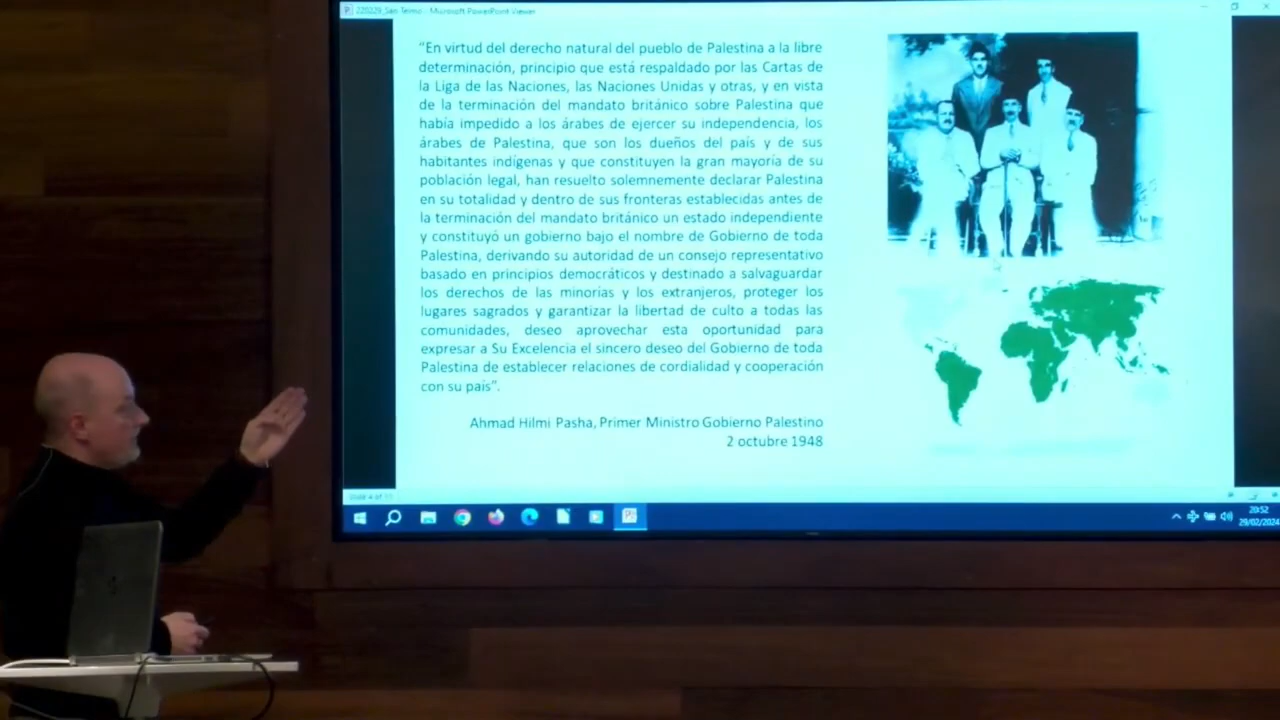 220229_San Telmo - Microsoft PowerPoint Viewer
“En virtud del derecho natural del pueblo de Palestina a la libre
determinación, principio que está respaldado por las Cartas de
la Liga de las Naciones, las Naciones Unidas y otras, y en vista
de la terminación del mandato británico sobre Palestina que
había impedido a los árabes de ejercer su independencia, los
árabes de Palestina, que son los dueños del país y de sus
habitantes indígenas y que constituyen la gran mayoría de su
población legal, han resuelto solemnemente declarar Palestina
en su totalidad y dentro de sus fronteras establecidas antes de
la terminación del mandato británico un estado independiente
y constituyó un gobierno bajo el nombre de Gobierno de toda
Palestina, derivando su autoridad de un consejo representativo
basado en principios democráticos y destinado a salvaguardar
los derechos de las minorias y los extranjeros, proteger los
lugares sagrados y garantizar la libertad de culto a todas las
comunidades, deseo aprovechar esta oportunidad para
expresar a Su Excelencia el sincero deseo del Gobierno de toda
Palestina de establecer relaciones de cordialidad y cooperación
con su país”.
Ahmad Hilmi Pasha, Primer Ministro Gobierno Palestino
2 octubre 1948
Slide 4 of
20:52
29/02/2024